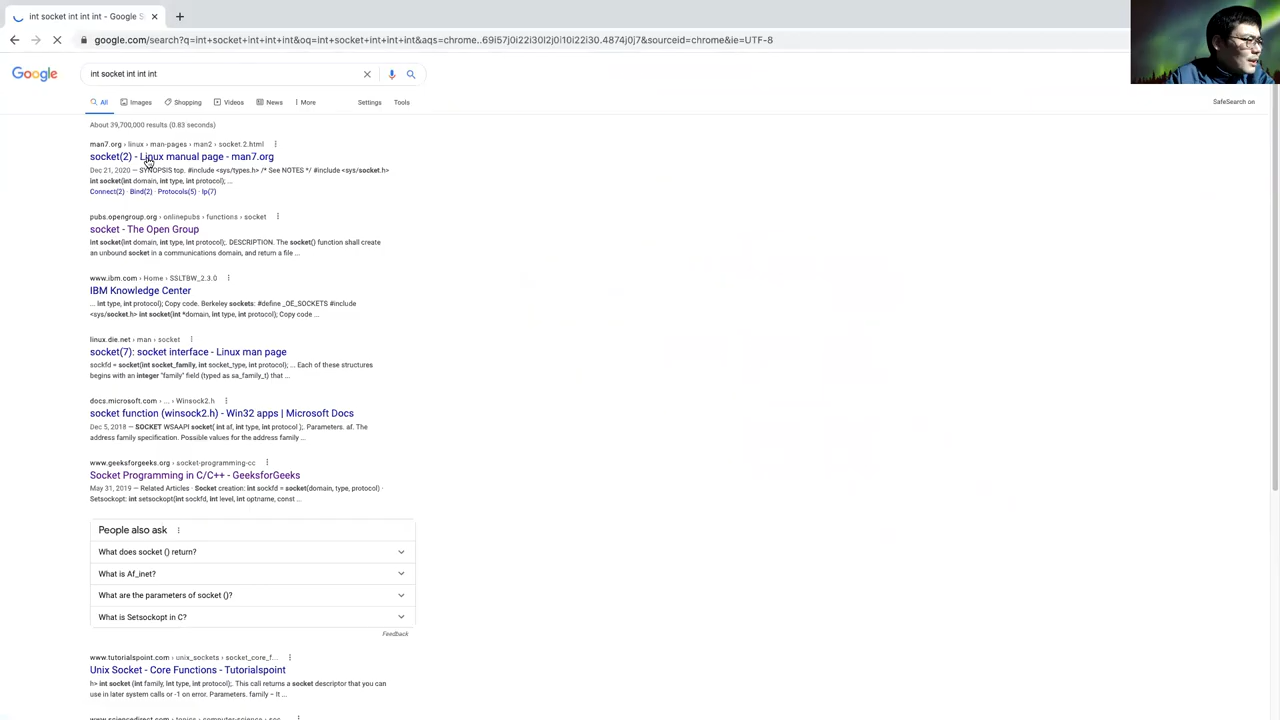 int socket int int int - Google S
google.com/search?q=int+socket+int+int+int&oq=int+socket+int+int+int&aqs=chrome..69i57j0i22i30l2j0i10i22i30.4874j0j7&sourceid=chrome&ie=UTF-8
Google
int socket int int int
All
Images
Shopping
Videos
News
More
Settings
Tools
SafeSearch on
About 39,700,000 results (0.83 seconds)
man7.org › linux › man-pages › man2 › socket.2.html
socket(2) - Linux manual page - man7.org
Dec 21, 2020 — SYNOPSIS top. #include <sys/types.h> /* See NOTES */ #include <sys/socket.h>
int socket(int domain, int type, int protocol); ...
Connect(2) · Bind(2) · Protocols(5) · Ip(7)
pubs.opengroup.org › onlinepubs › functions › socket
socket - The Open Group
int socket(int domain, int type, int protocol);. DESCRIPTION. The socket() function shall create
an unbound socket in a communications domain, and return a file ...
www.ibm.com › Home › SSLTBW_2.3.0
IBM Knowledge Center
... int type, int protocol); Copy code. Berkeley sockets: #define _OE_SOCKETS #include
<sys/socket.h> int socket(int *domain, int type, int protocol); Copy code ...
linux.die.net › man › socket
socket(7): socket interface - Linux man page
sockfd = socket(int socket_family, int socket_type, int protocol); ... Each of these structures
begins with an integer "family" field (typed as sa_family_t) that ...
docs.microsoft.com › ... › Winsock2.h
socket function (winsock2.h) - Win32 apps | Microsoft Docs
Dec 5, 2018 — SOCKET WSAAPI socket( int af, int type, int protocol );. Parameters. af. The
address family specification. Possible values for the address family ...
www.geeksforgeeks.org › socket-programming-cc
Socket Programming in C/C++ - GeeksforGeeks
May 31, 2019 — Related Articles · Socket creation: int sockfd = socket(domain, type, protocol) ·
Setsockopt: int setsockopt(int sockfd, int level, int optname, const ...
People also ask
What does socket () return?
What is Af_inet?
What are the parameters of socket ()?
What is Setsockopt in C?
Feedback
www.tutorialspoint.com › unix_sockets › socket_core_f...
Unix Socket - Core Functions - Tutorialspoint
h> int socket (int family, int type, int protocol);. This call returns a socket descriptor that you can
use in later system calls or -1 on error. Parameters. family − It ...
www.sciencedirect.com › topics › computer-science › soc...